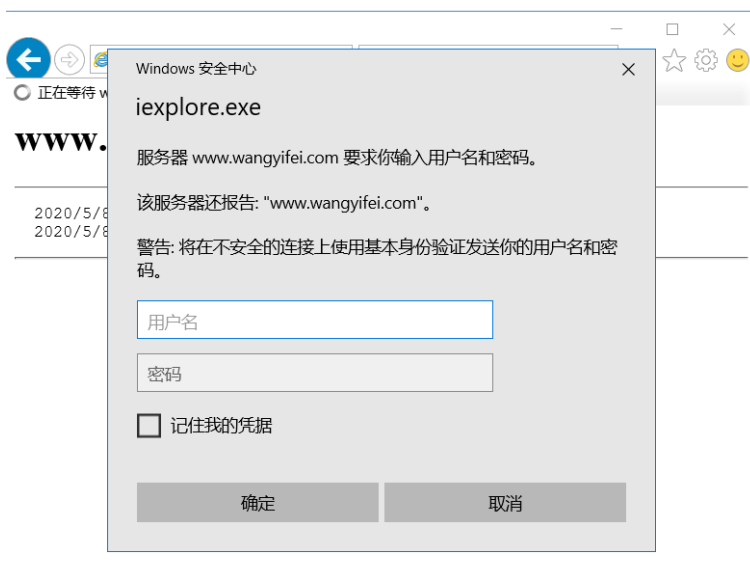 Windows 安全中心
正在等待 w
iexplore.exe
www.
服务器 www.wangyifei.com 要求你输入用户名和密码。
该服务器还报告: "www.wangyifei.com"。
2020/5/8
2020/5/8
警告: 将在不安全的连接上使用基本身份验证发送你的用户名和密
码。
用户名
密码
记住我的凭据
确定
取消